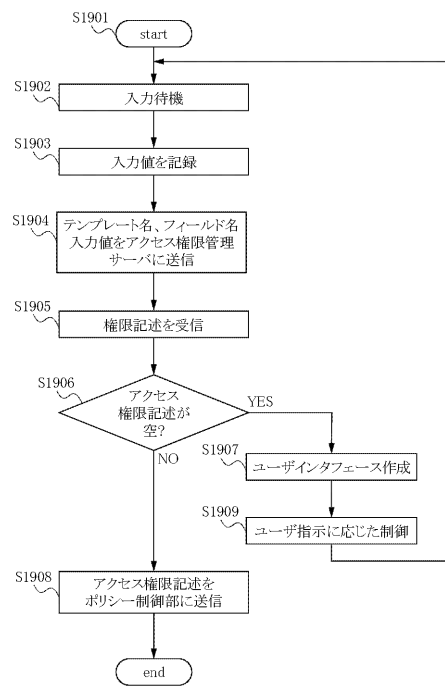 S1901
start
S1902
入力待機
S1903
入力値を記録
S1904
テンプレート名、フィールド名
入力値をアクセス権限管理
サーバに送信
S1905
権限記述を受信
S1906
アクセス
権限記述が
空?
YES
NO
S1907
ユーザインタフェース作成
S1909
ユーザ指示に応じた制御
S1908
アクセス権限記述を
ポリシー制御部に送信
end